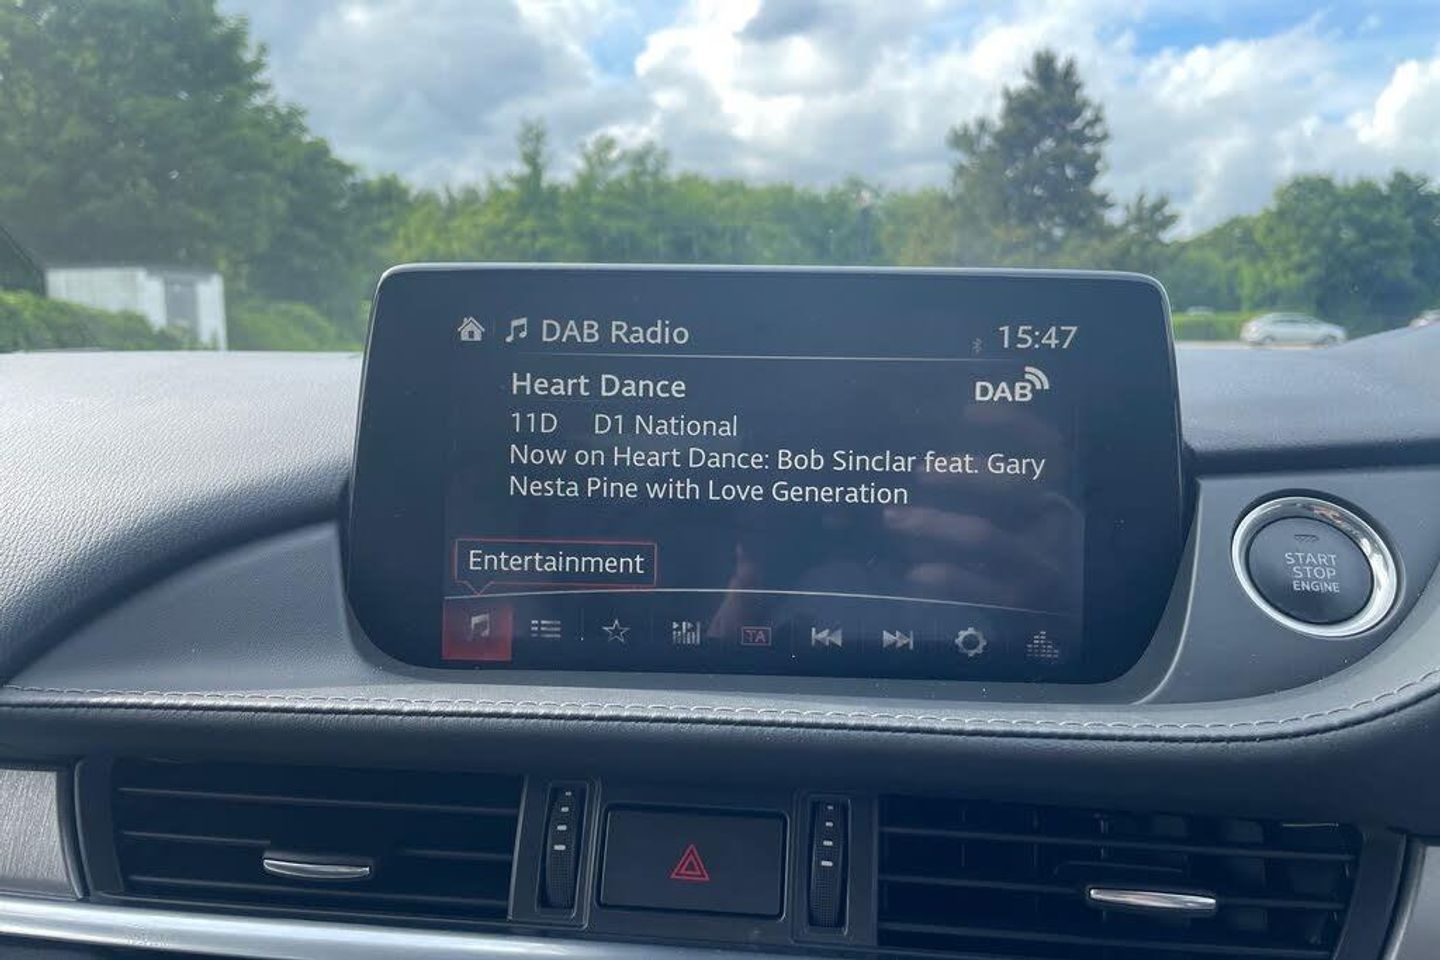 DAB Radio
15:47
Heart Dance
DAB
11D D1 National
Now on Heart Dance: Bob Sinclar feat. Gary
Nesta Pine with Love Generation
Entertainment
TA
START
STOP
ENGINE